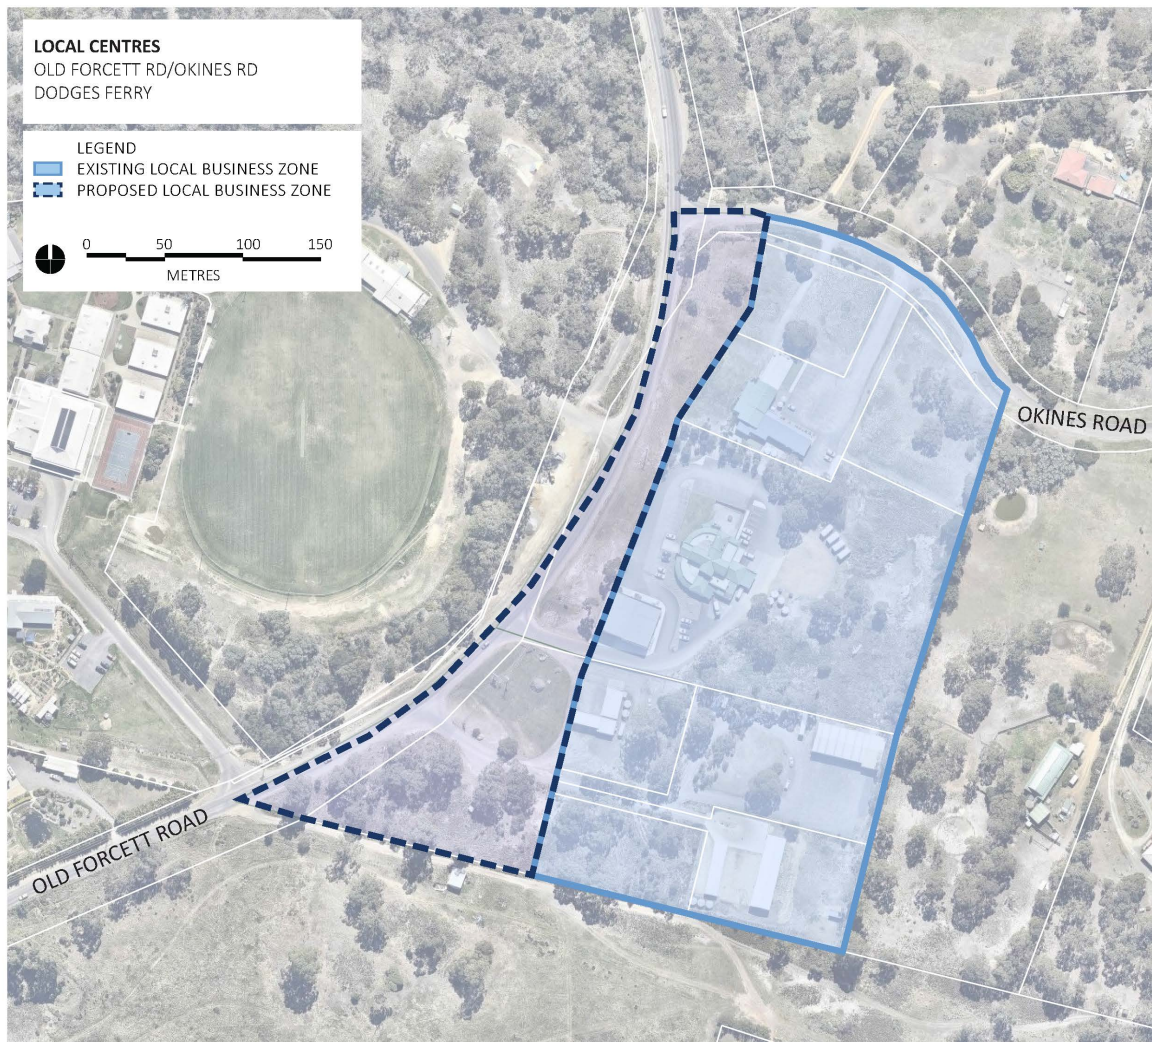 LOCAL CENTRES
OLD FORCETT RD/OKINES RD
DODGES FERRY
LEGEND
EXISTING LOCAL BUSINESS ZONE
PROPOSED LOCAL BUSINESS ZONE
0 50 100 150
METRES
OKINES ROAD
OLD FORCETT ROAD